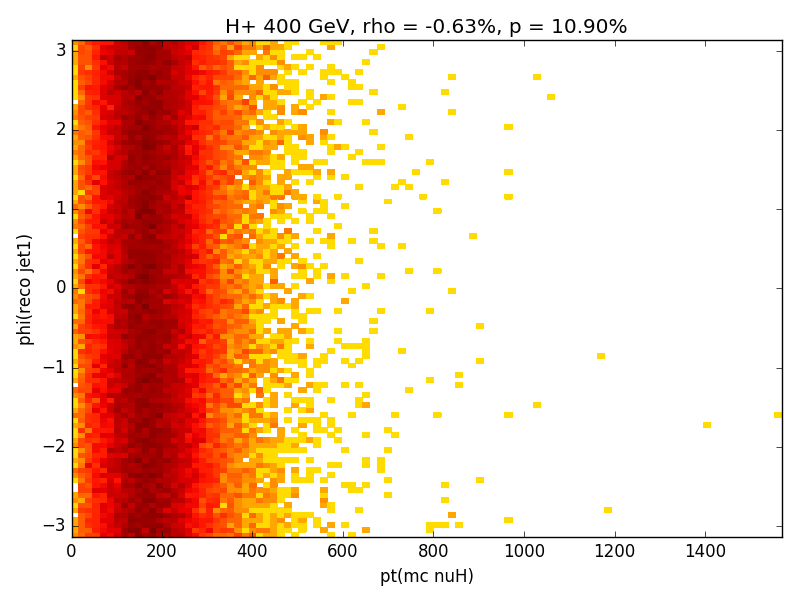 H+ 400 GeV, rho = -0.63%, p = 10.90%
3
2
1
0
−1
−2
−3
phi(reco jet1)
0 200 400 600 800 1000 1200 1400
pt(mc nuH)